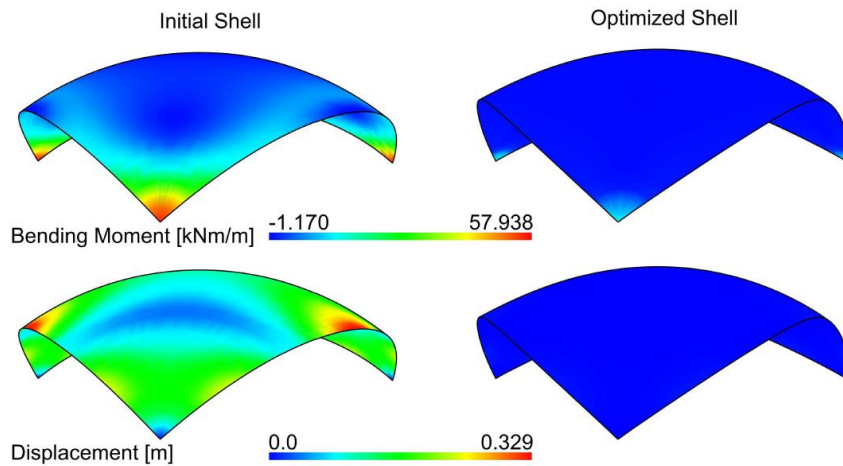 Initial Shell
Optimized Shell
Bending Moment [kNm/m]
-1.170
57.938
Displacement [m]
0.0
0.329